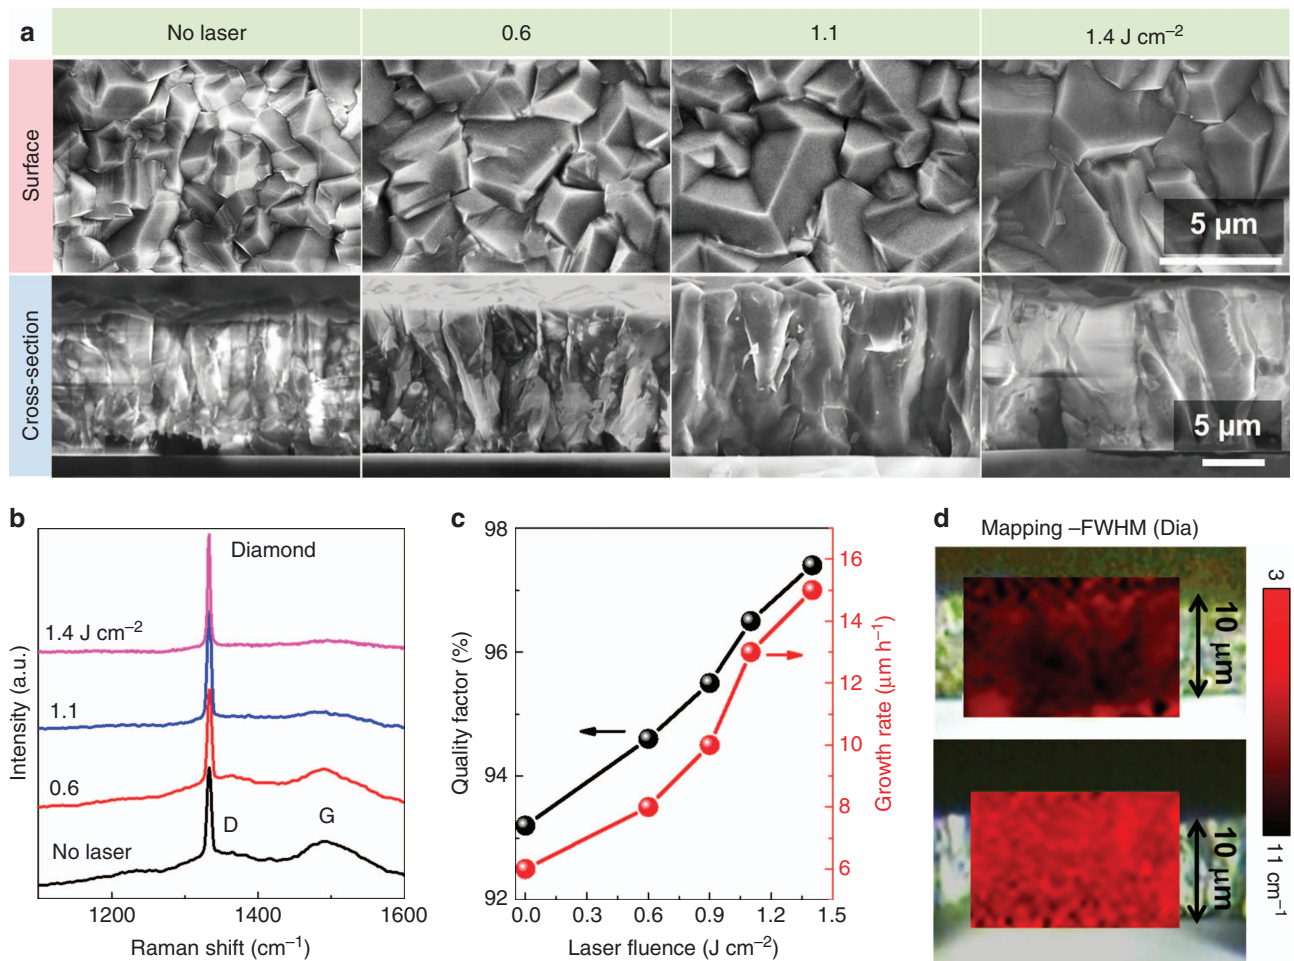 a
No laser
0.6
1.1
1.4 J cm⁻²
Surface
5 µm
Cross-section
5 µm
b
Diamond
1.4 J cm⁻²
1.1
0.6
No laser
D
G
Intensity (a.u.)
1200
1400
1600
Raman shift (cm⁻¹)
c
98
96
94
92
Quality factor (%)
16
14
12
10
8
6
Growth rate (µm h⁻¹)
0.0
0.3
0.6
0.9
1.2
1.5
Laser fluence (J cm⁻²)
d
Mapping –FWHM (Dia)
10 µm
10 µm
3
11 cm⁻¹